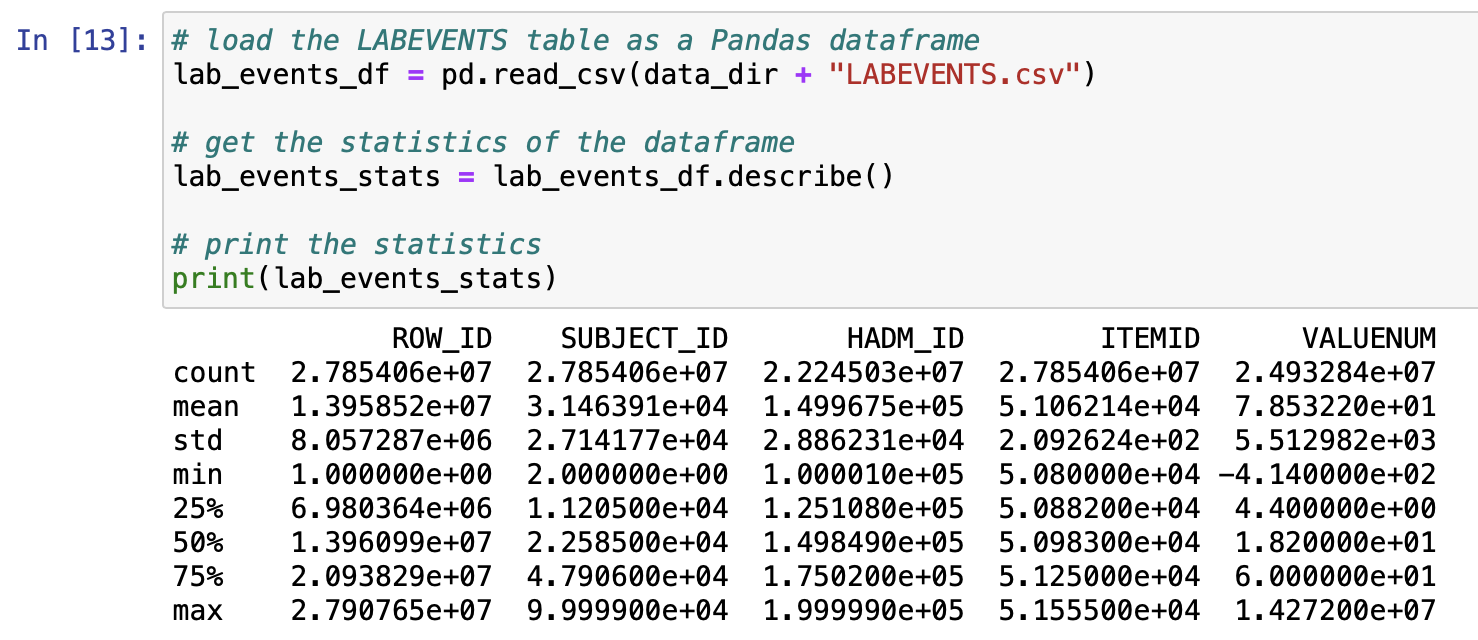 In [13]: # load the LABEVENTS table as a Pandas dataframe
lab_events_df = pd.read_csv(data_dir + "LABEVENTS.csv")
# get the statistics of the dataframe
lab_events_stats = lab_events_df.describe()
# print the statistics
print(lab_events_stats)
ROW_ID SUBJECT_ID HADM_ID ITEMID VALUENUM
count 2.785406e+07 2.785406e+07 2.224503e+07 2.785406e+07 2.493284e+07
mean 1.395852e+07 3.146391e+04 1.499675e+05 5.106214e+04 7.853220e+01
std 8.057287e+06 2.714177e+04 2.886231e+04 2.092624e+02 5.512982e+03
min 1.000000e+00 2.000000e+00 1.000010e+05 5.080000e+04 -4.140000e+02
25% 6.980364e+06 1.120500e+04 1.251080e+05 5.088200e+04 4.400000e+00
50% 1.396099e+07 2.258500e+04 1.498490e+05 5.098300e+04 1.820000e+01
75% 2.093829e+07 4.790600e+04 1.750200e+05 5.125000e+04 6.000000e+01
max 2.790765e+07 9.999900e+04 1.999990e+05 5.155500e+04 1.427200e+07